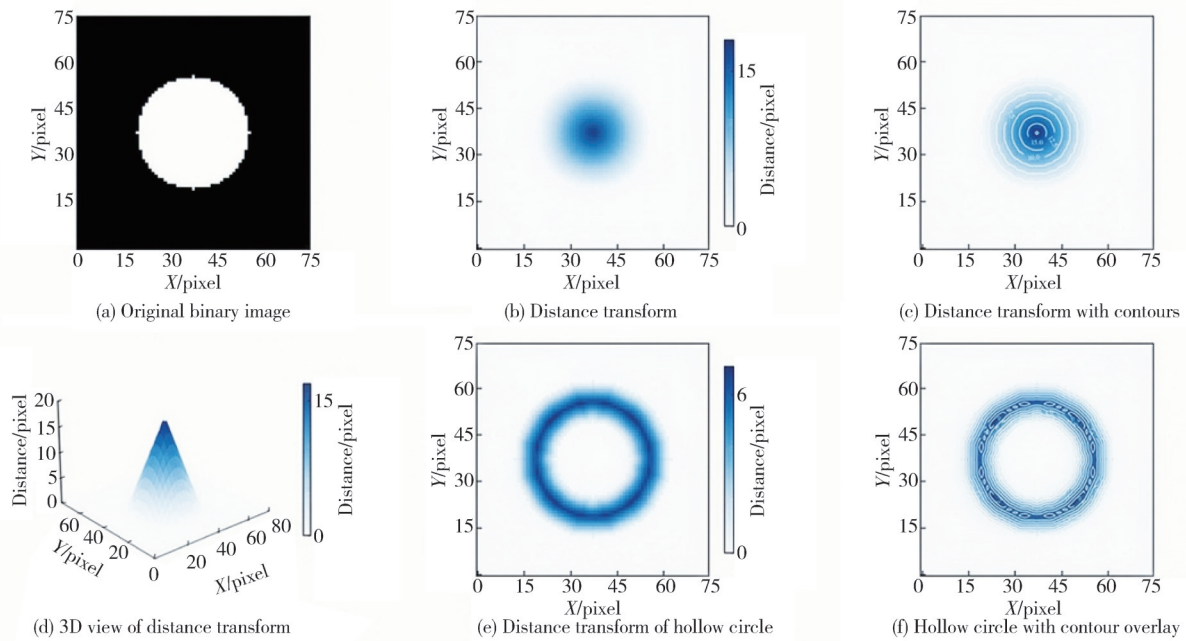 75
60
45
30
15
Y/pixel
0 15 30 45 60 75
X/pixel
(a) Original binary image
75
60
45
30
15
Y/pixel
0 15 30 45 60 75
X/pixel
15
0
Distance/pixel
(b) Distance transform
75
60
45
30
15
Y/pixel
0 15 30 45 60 75
X/pixel
15.0
(c) Distance transform with contours
20
15
10
5
0
Distance/pixel
60
40
20
Y/pixel
0
20
40
60
80
X/pixel
15
0
Distance/pixel
(d) 3D view of distance transform
75
60
45
30
15
Y/pixel
0 15 30 45 60 75
X/pixel
6
0
Distance/pixel
(e) Distance transform of hollow circle
75
60
45
30
15
Y/pixel
0 15 30 45 60 75
X/pixel
(f) Hollow circle with contour overlay